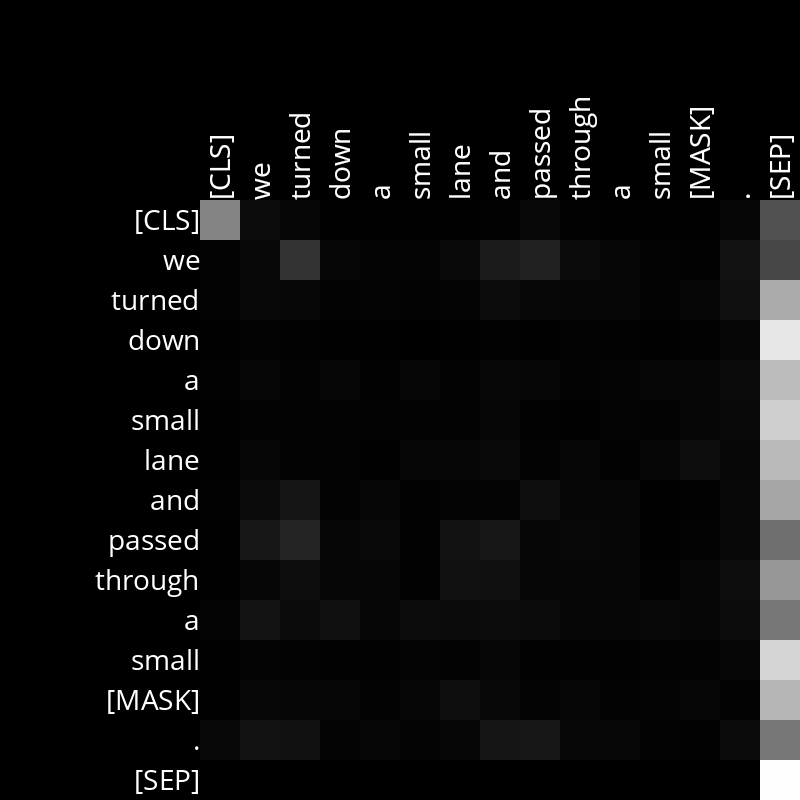 [CLS] we turned down a small lane and passed through a small [MASK] . [SEP]
[CLS]
we
turned
down
a
small
lane
and
passed
through
a
small
[MASK]
.
[SEP]